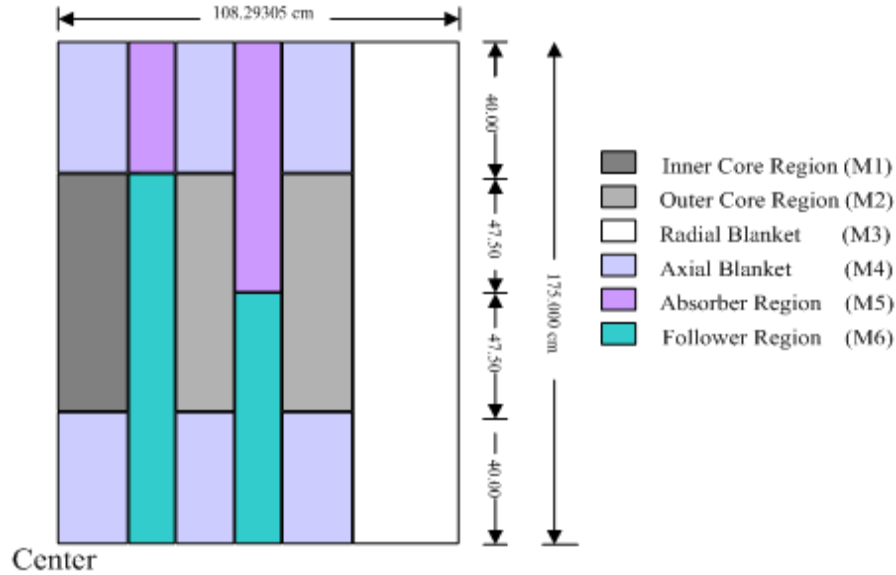 108.29305 cm
40.00
47.50
47.50
40.00
175.000 cm
Inner Core Region (M1)
Outer Core Region (M2)
Radial Blanket (M3)
Axial Blanket (M4)
Absorber Region (M5)
Follower Region (M6)
Center